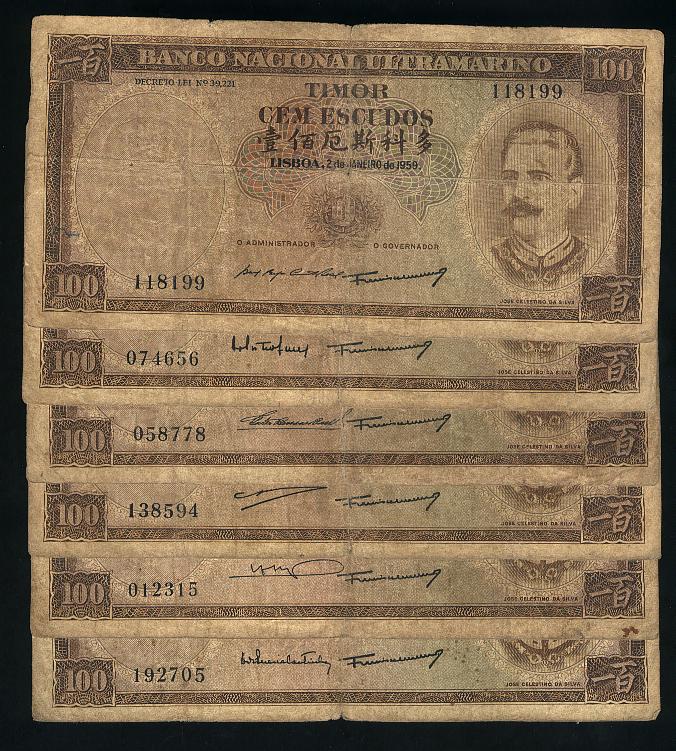 一百 BANCO NACIONAL ULTRAMARINO 100
DECRETO-LEI Nº 39.221
TIMOR 118199
CEM ESCUDOS
壹佰厄斯科多
LISBOA, 2 de JANEIRO de 1959
O ADMINISTRADOR O GOVERNADOR
100 118199 一百
JOSÉ CELESTINO DA SILVA
100 074656 一百
JOSÉ CELESTINO DA SILVA
100 058778 一百
JOSÉ CELESTINO DA SILVA
100 138594 一百
JOSÉ CELESTINO DA SILVA
100 012315 一百
JOSÉ CELESTINO DA SILVA
100 192705 一百
JOSÉ CELESTINO DA SILVA